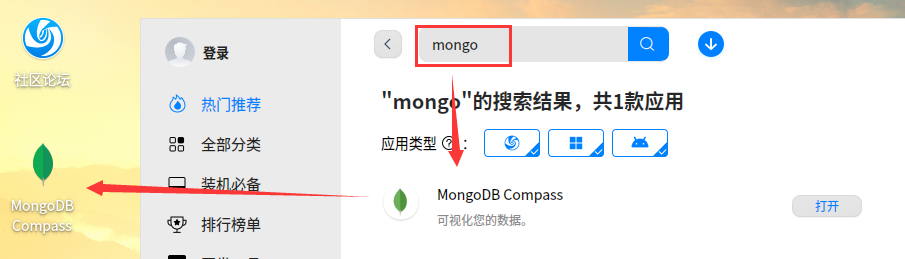 社区论坛
MongoDB
Compass
登录
热门推荐
全部分类
装机必备
排行榜单
mongo
"mongo"的搜索结果，共1款应用
应用类型 ? :
MongoDB Compass
可视化您的数据。
打开